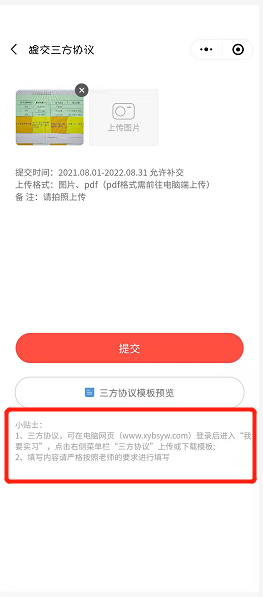 提交三方协议
上传图片
提交时间：2021.08.01-2022.08.31 允许补交
上传格式：图片、pdf（pdf格式需前往电脑端上传）
备 注：请拍照上传
提交
三方协议模板预览
小贴士：
1、三方协议，可在电脑网页（www.xybsyw.com）登录后进入“我
要实习”，点击右侧菜单栏“三方协议”上传或下载模板;
2、填写内容请严格按照老师的要求进行填写